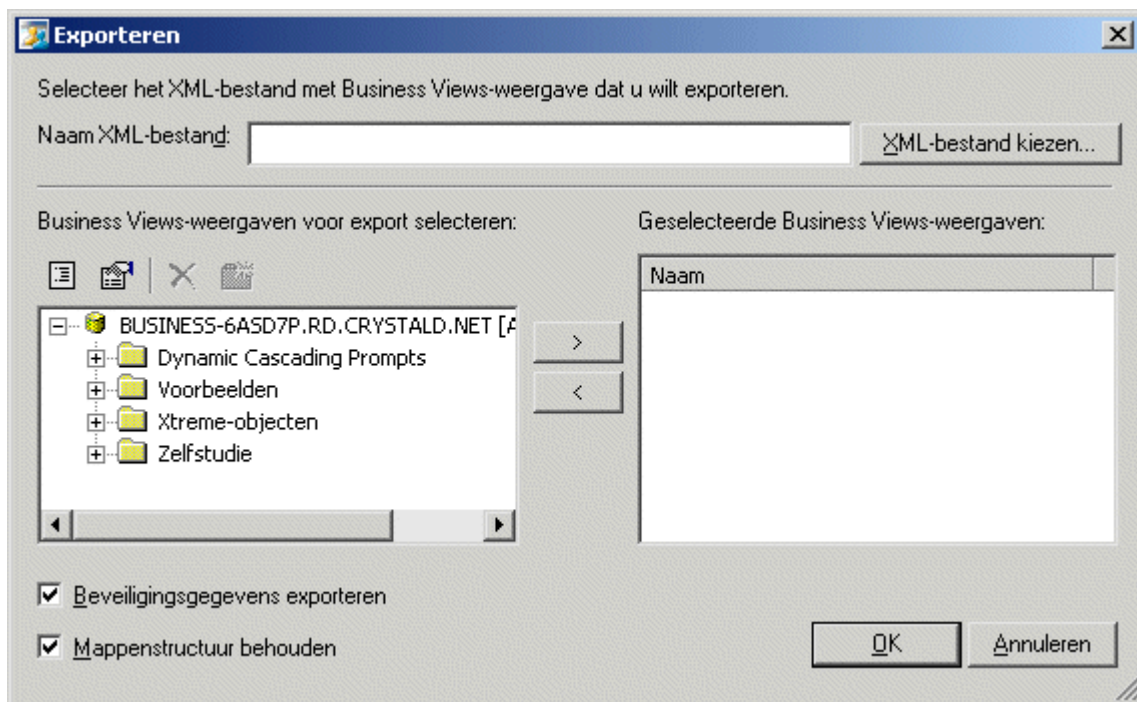 Exporteren
Selecteer het XML-bestand met Business Views-weergave dat u wilt exporteren.
Naam XML-bestand:
XML-bestand kiezen...
Business Views-weergaven voor export selecteren:
Geselecteerde Business Views-weergaven:
Naam
BUSINESS-6ASD7P.RD.CRYSTALD.NET [A
Dynamic Cascading Prompts
Voorbeelden
Xtreme-objecten
Zelfstudie
>
<
Beveiligingsgegevens exporteren
Mappenstructuur behouden
OK
Annuleren